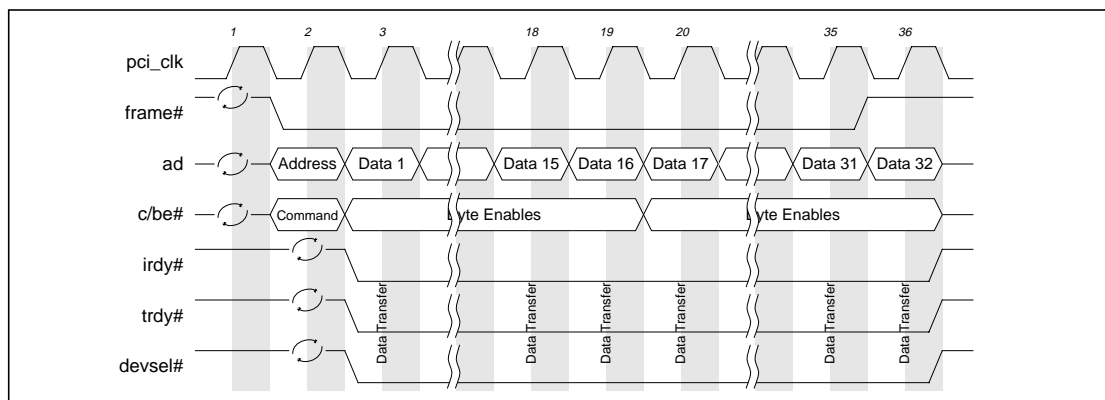 1 2 3 18 19 20 35 36
pci_clk
frame#
ad Address Data 1 Data 15 Data 16 Data 17 Data 31 Data 32
c/be# Command Byte Enables Byte Enables
irdy#
trdy# Data Transfer Data Transfer Data Transfer Data Transfer Data Transfer Data Transfer
devsel#